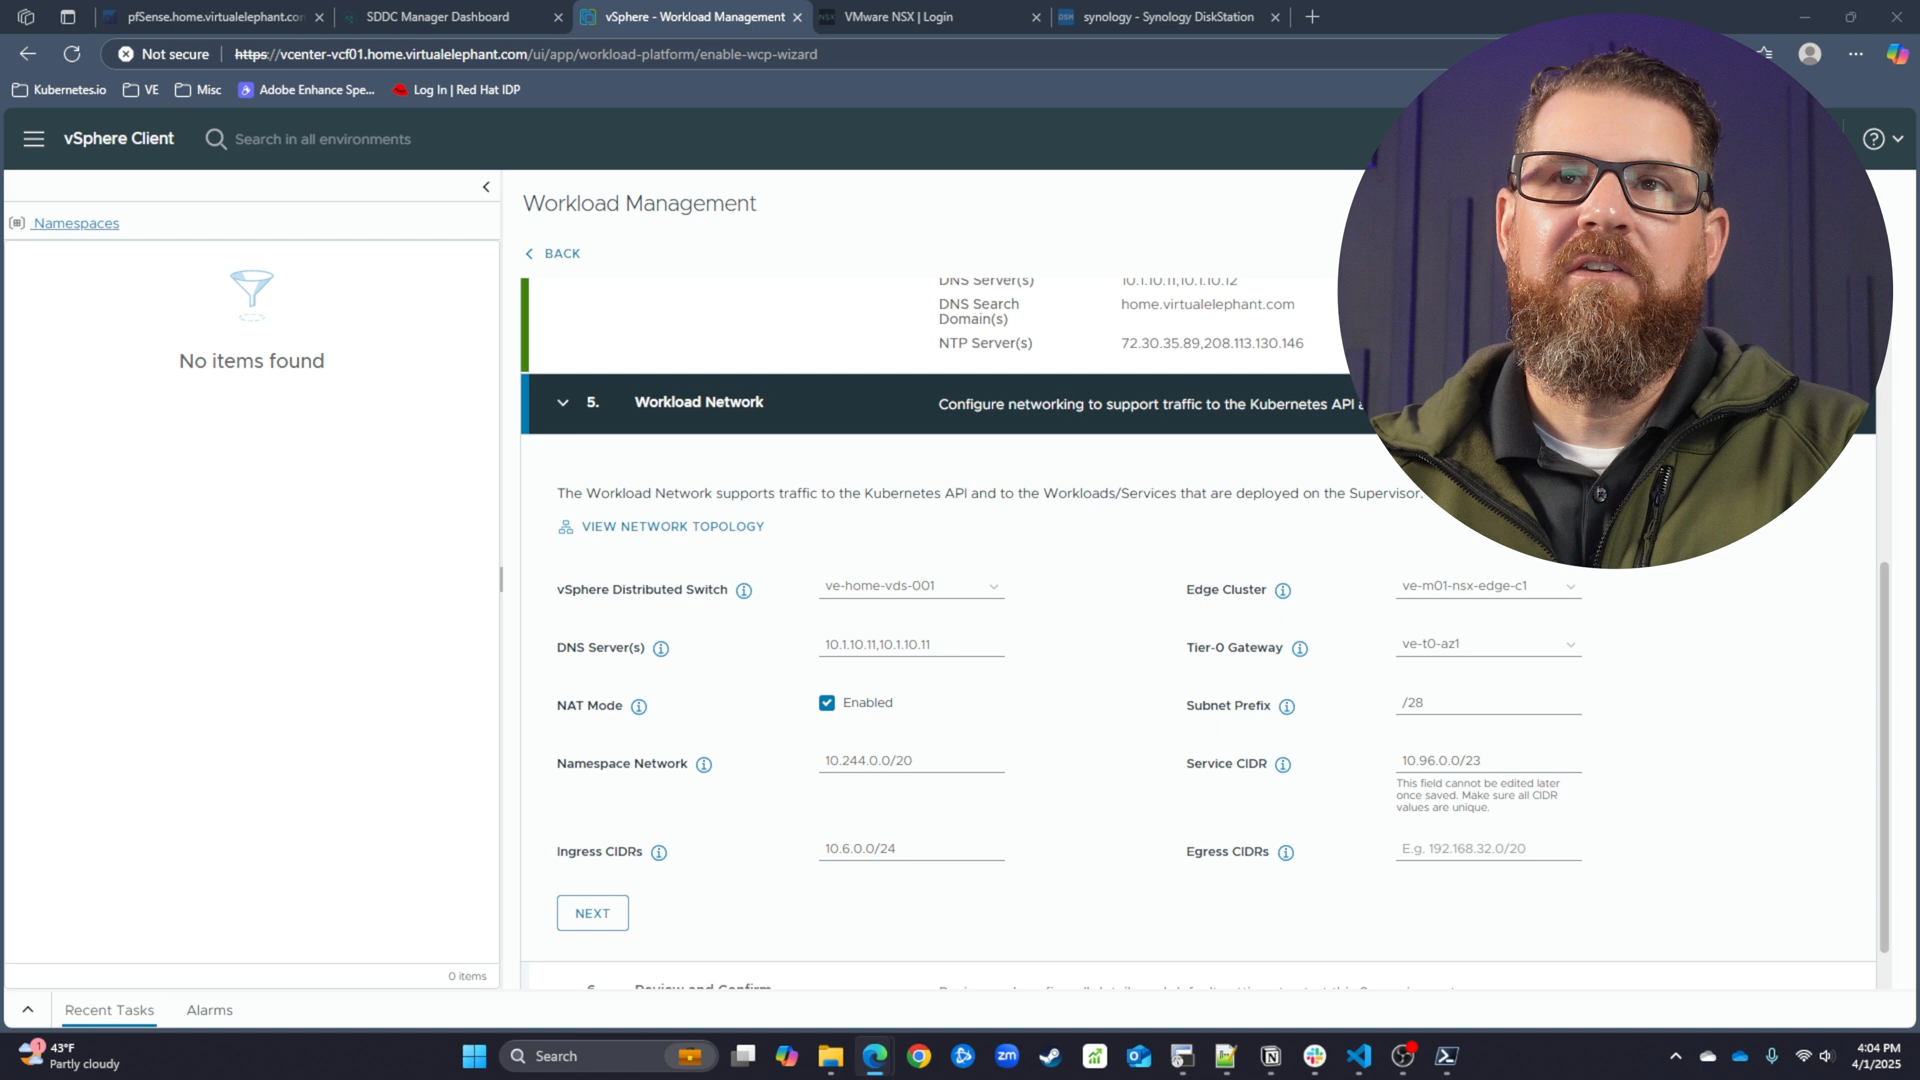 pfSense.home.virtualelephant.con
SDDC Manager Dashboard
vSphere - Workload Management
VMware NSX | Login
synology - Synology DiskStation
Not secure
https://vcenter-vcf01.home.virtualelephant.com/ui/app/workload-platform/enable-wcp-wizard
Kubernetes.io
VE
Misc
Adobe Enhance Spe...
Log In | Red Hat IDP
vSphere Client
Search in all environments
Namespaces
No items found
0 items
Workload Management
BACK
DNS Server(s)
10.1.10.11,10.1.10.12
DNS Search
Domain(s)
home.virtualelephant.com
NTP Server(s)
72.30.35.89,208.113.130.146
5.
Workload Network
Configure networking to support traffic to the Kubernetes API
The Workload Network supports traffic to the Kubernetes API and to the Workloads/Services that are deployed on the Supervisor.
VIEW NETWORK TOPOLOGY
vSphere Distributed Switch
ve-home-vds-001
Edge Cluster
ve-m01-nsx-edge-c1
DNS Server(s)
10.1.10.11,10.1.10.11
Tier-0 Gateway
ve-t0-az1
NAT Mode
Enabled
Subnet Prefix
/28
Namespace Network
10.244.0.0/20
Service CIDR
10.96.0.0/23
This field cannot be edited later
once saved. Make sure all CIDR
values are unique.
Ingress CIDRs
10.6.0.0/24
Egress CIDRs
E.g. 192.168.32.0/20
NEXT
Review and Confirm
Recent Tasks
Alarms
1
43°F
Partly cloudy
Search
zm
4:04 PM
4/1/2025